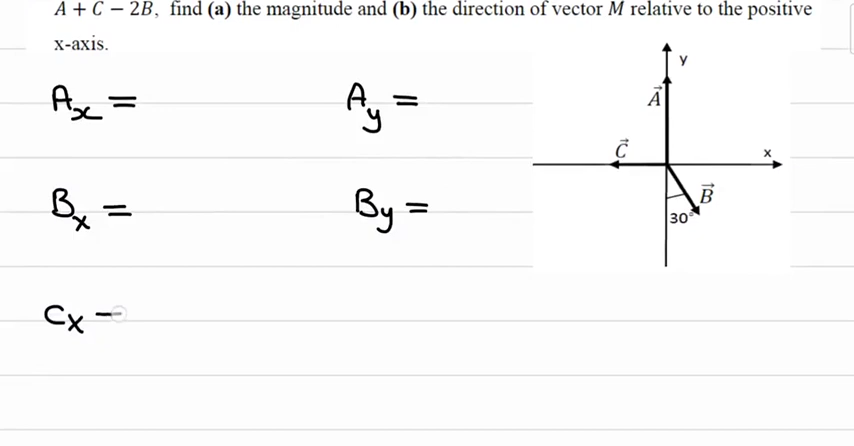 A + C − 2B, find (a) the magnitude and (b) the direction of vector M relative to the positive
x-axis.
Ax =
Ay =
y
A⃗
C⃗
x
Bx =
By =
B⃗
30°
Cx −